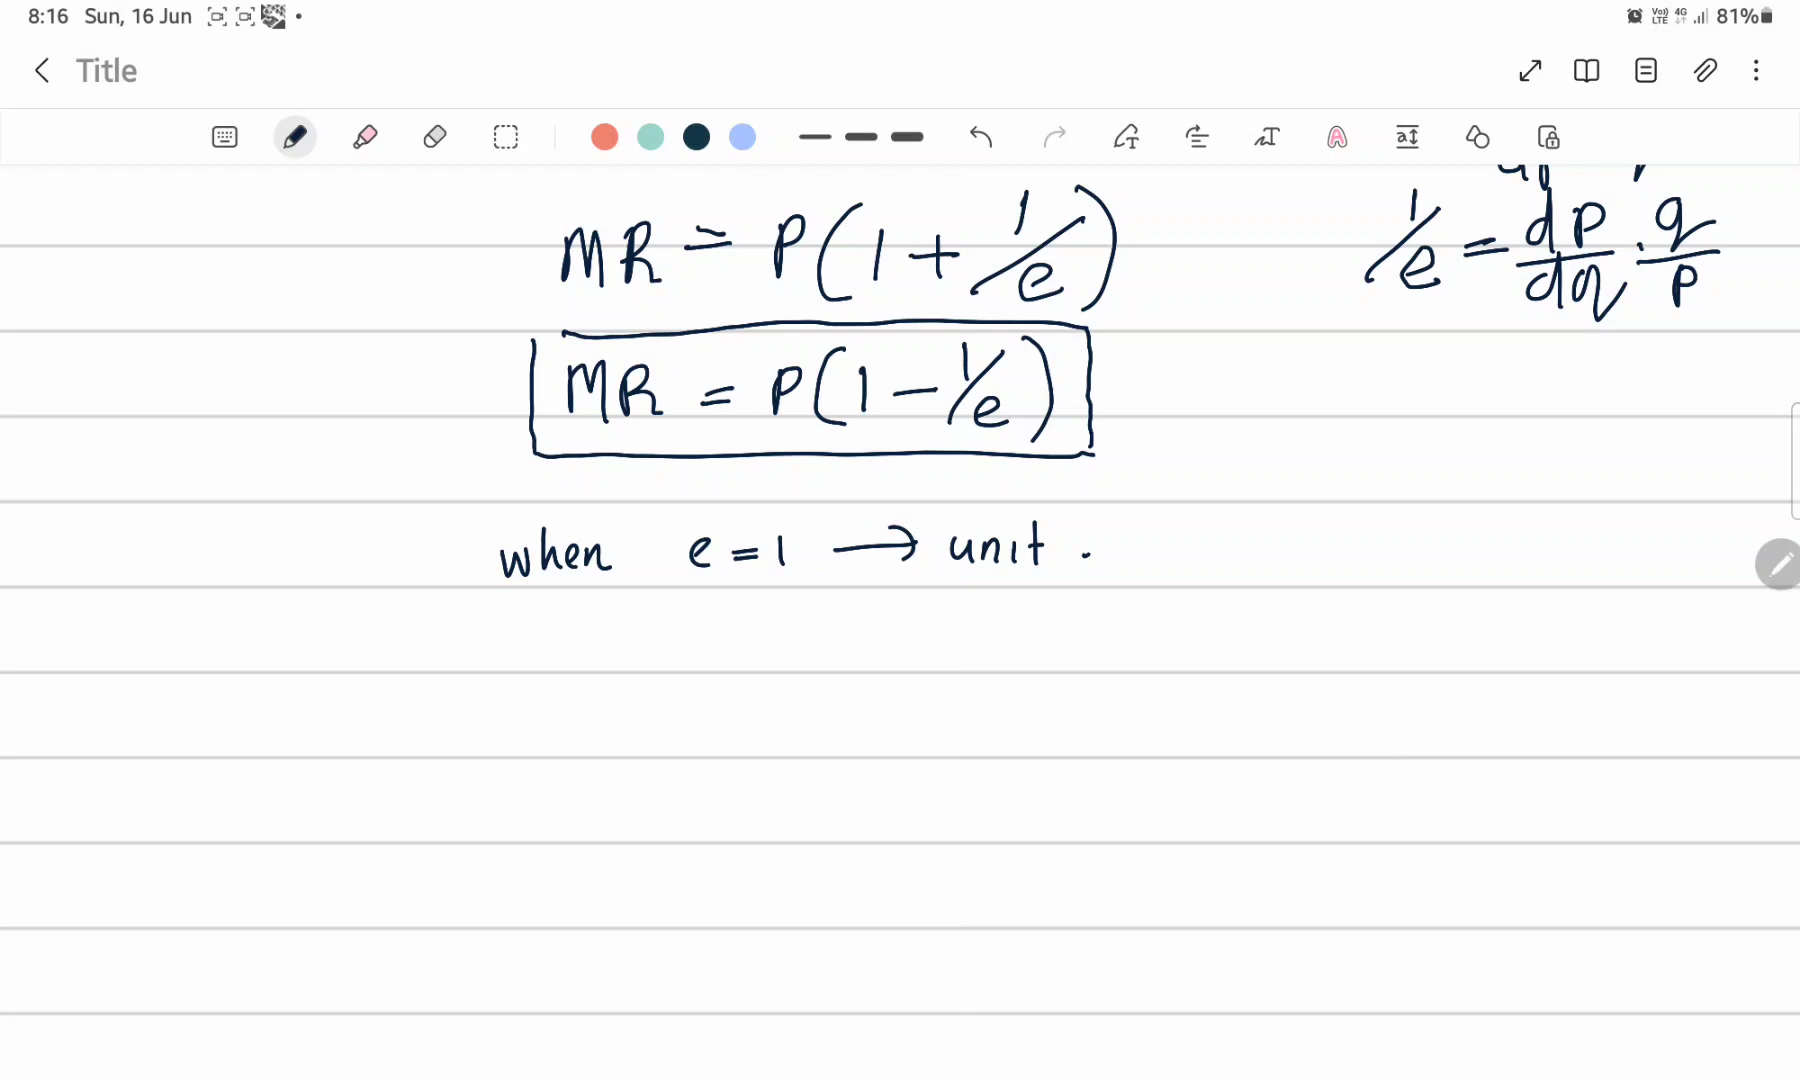 8:16 Sun, 16 Jun
81%
Title
MR = P(1 + 1/e)
1/e = dp/dq . q/p
MR = P(1 - 1/e)
when e = 1 → unit .